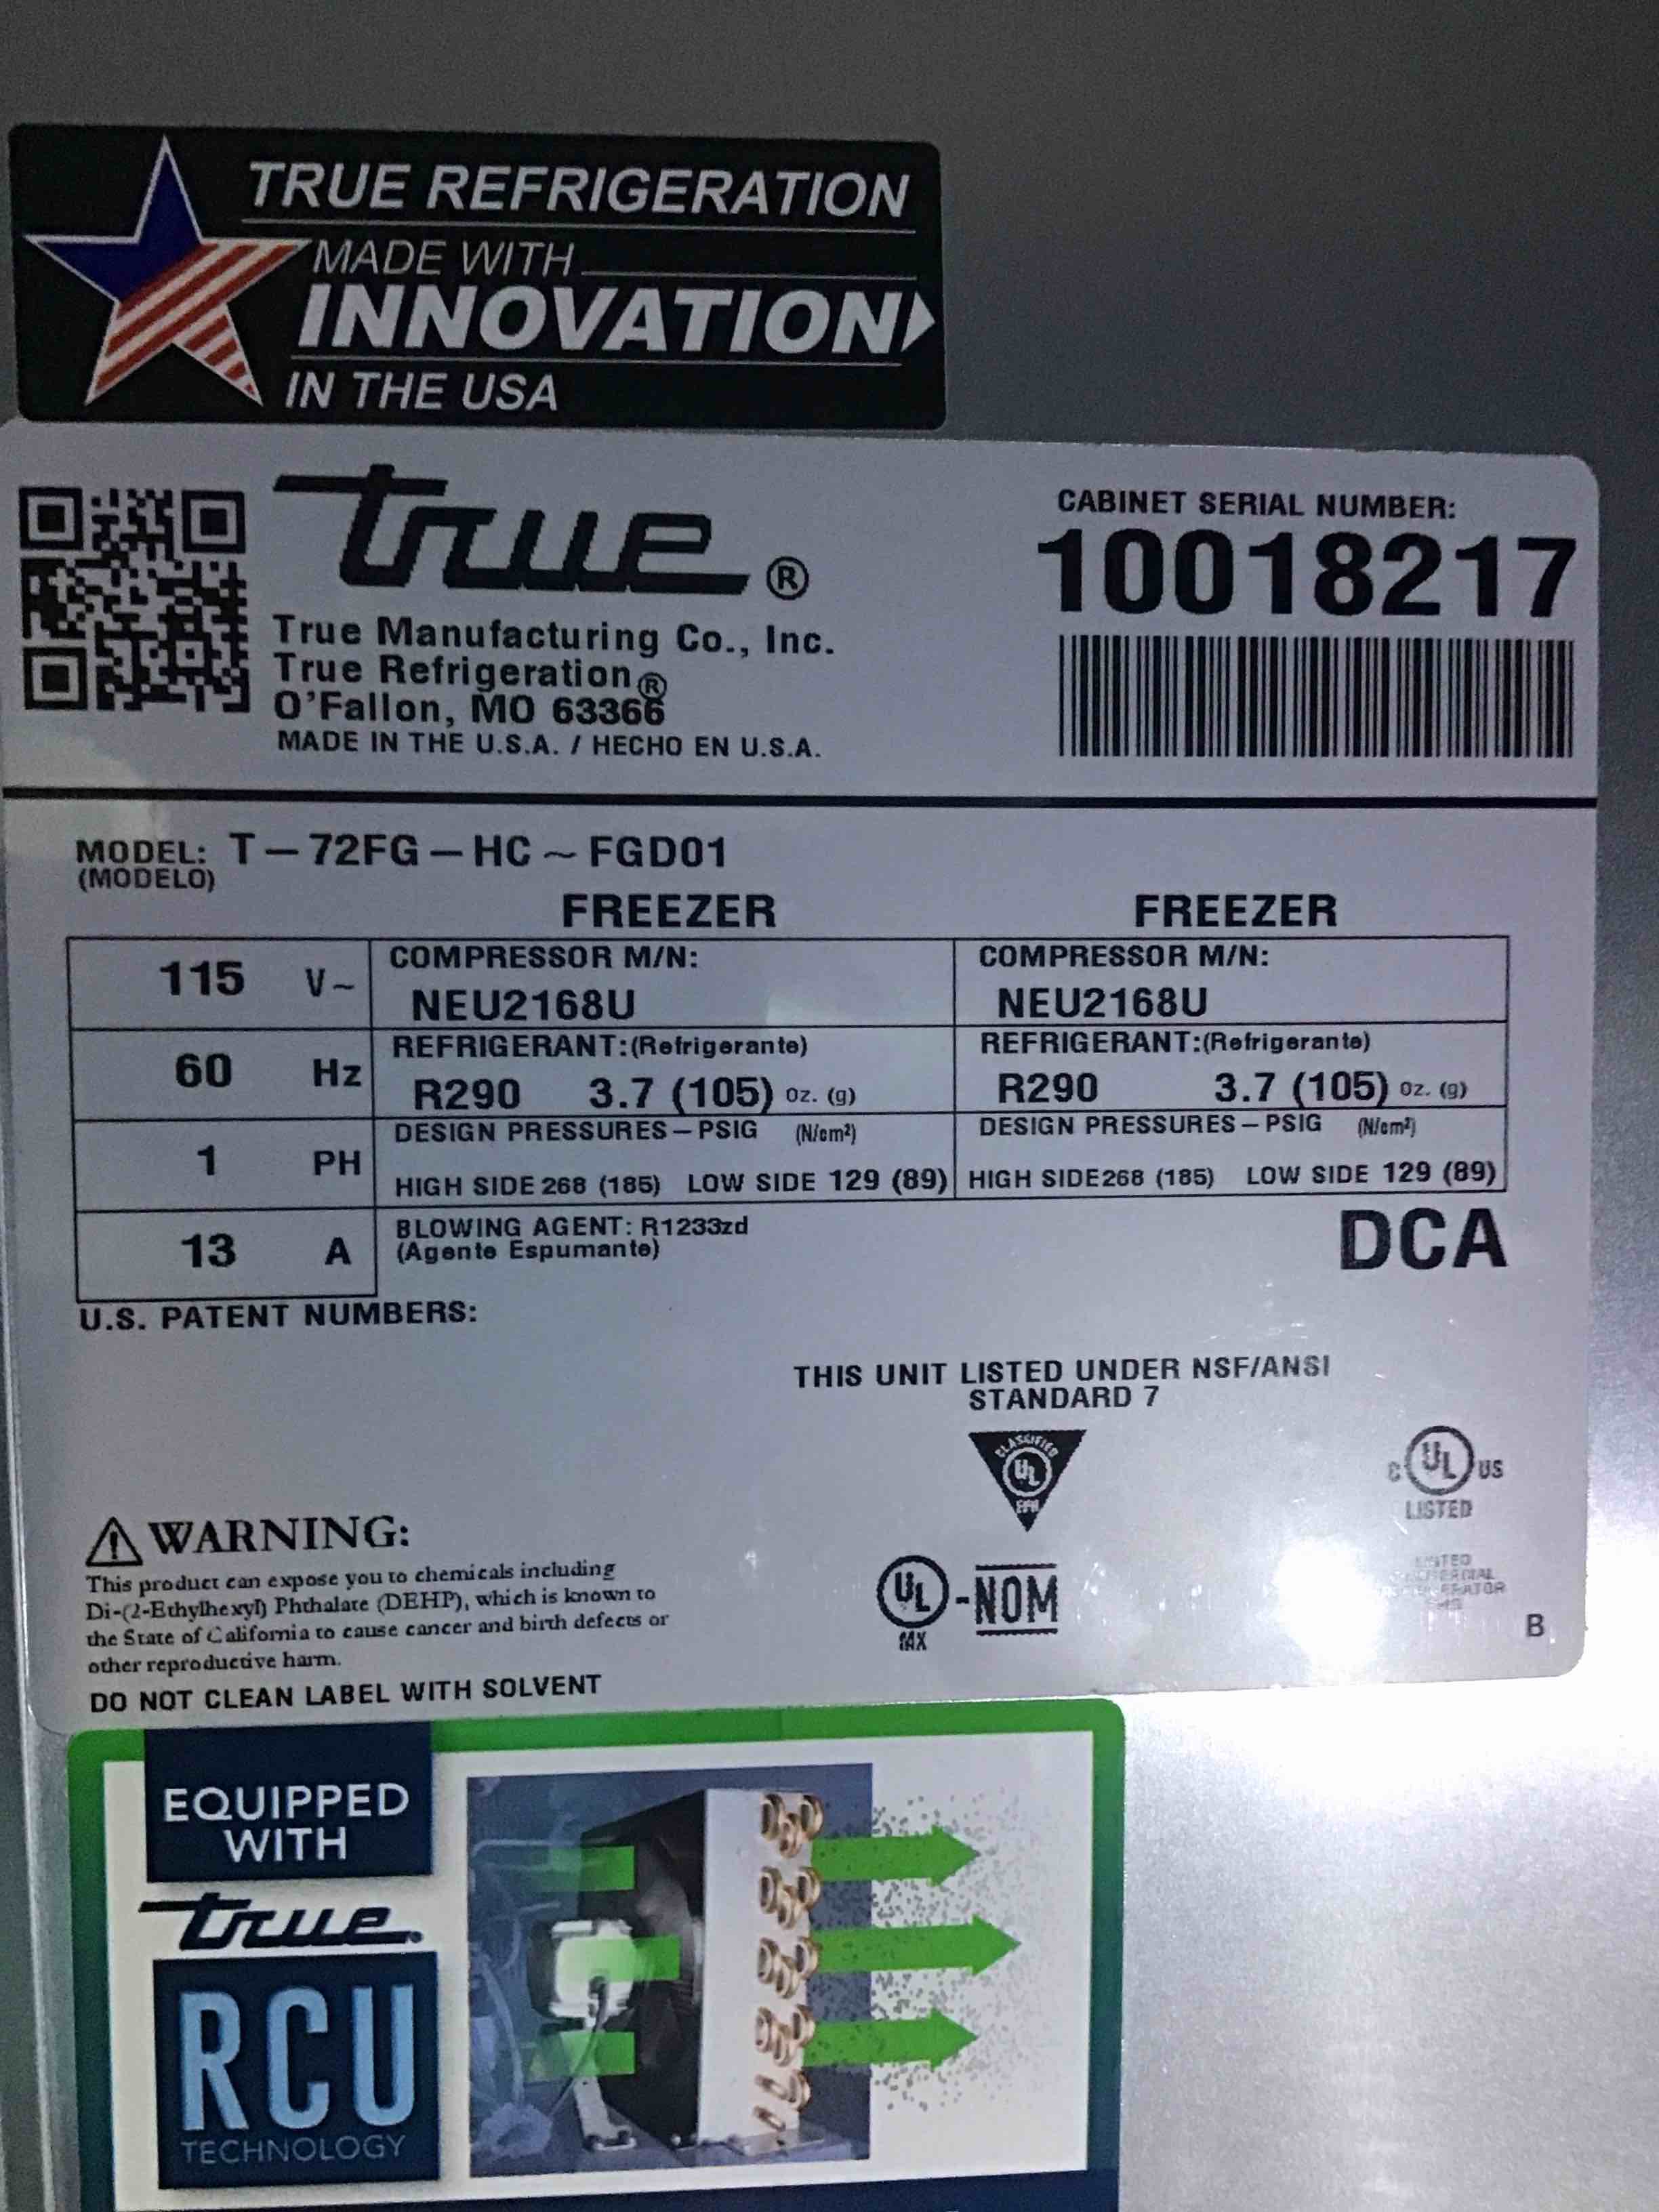 TRUE REFRIGERATION
MADE WITH
INNOVATION
IN THE USA
true®
True Manufacturing Co., Inc.
True Refrigeration®
O'Fallon, MO 63366
MADE IN THE U.S.A. / HECHO EN U.S.A.
CABINET SERIAL NUMBER:
10018217
MODEL: T-72FG-HC~FGD01
(MODELO)
FREEZER FREEZER
115 V~
60 Hz
1 PH
13 A
COMPRESSOR M/N:
NEU2168U
REFRIGERANT:(Refrigerante)
R290 3.7 (105) oz. (g)
DESIGN PRESSURES-PSIG (N/cm²)
HIGH SIDE 268 (185) LOW SIDE 129 (89)
COMPRESSOR M/N:
NEU2168U
REFRIGERANT:(Refrigerante)
R290 3.7 (105) oz. (g)
DESIGN PRESSURES-PSIG (N/cm²)
HIGH SIDE268 (185) LOW SIDE 129 (89)
BLOWING AGENT: R1233zd
(Agente Espumante)
DCA
U.S. PATENT NUMBERS:
THIS UNIT LISTED UNDER NSF/ANSI
STANDARD 7
CLASSIFIED
UL
EPH
C UL US
LISTED
UL-NOM
MX
B
⚠ WARNING:
This product can expose you to chemicals including
Di-(2-Ethylhexyl) Phthalate (DEHP), which is known to
the State of California to cause cancer and birth defects or
other reproductive harm.
DO NOT CLEAN LABEL WITH SOLVENT
EQUIPPED
WITH
true®
RCU
TECHNOLOGY